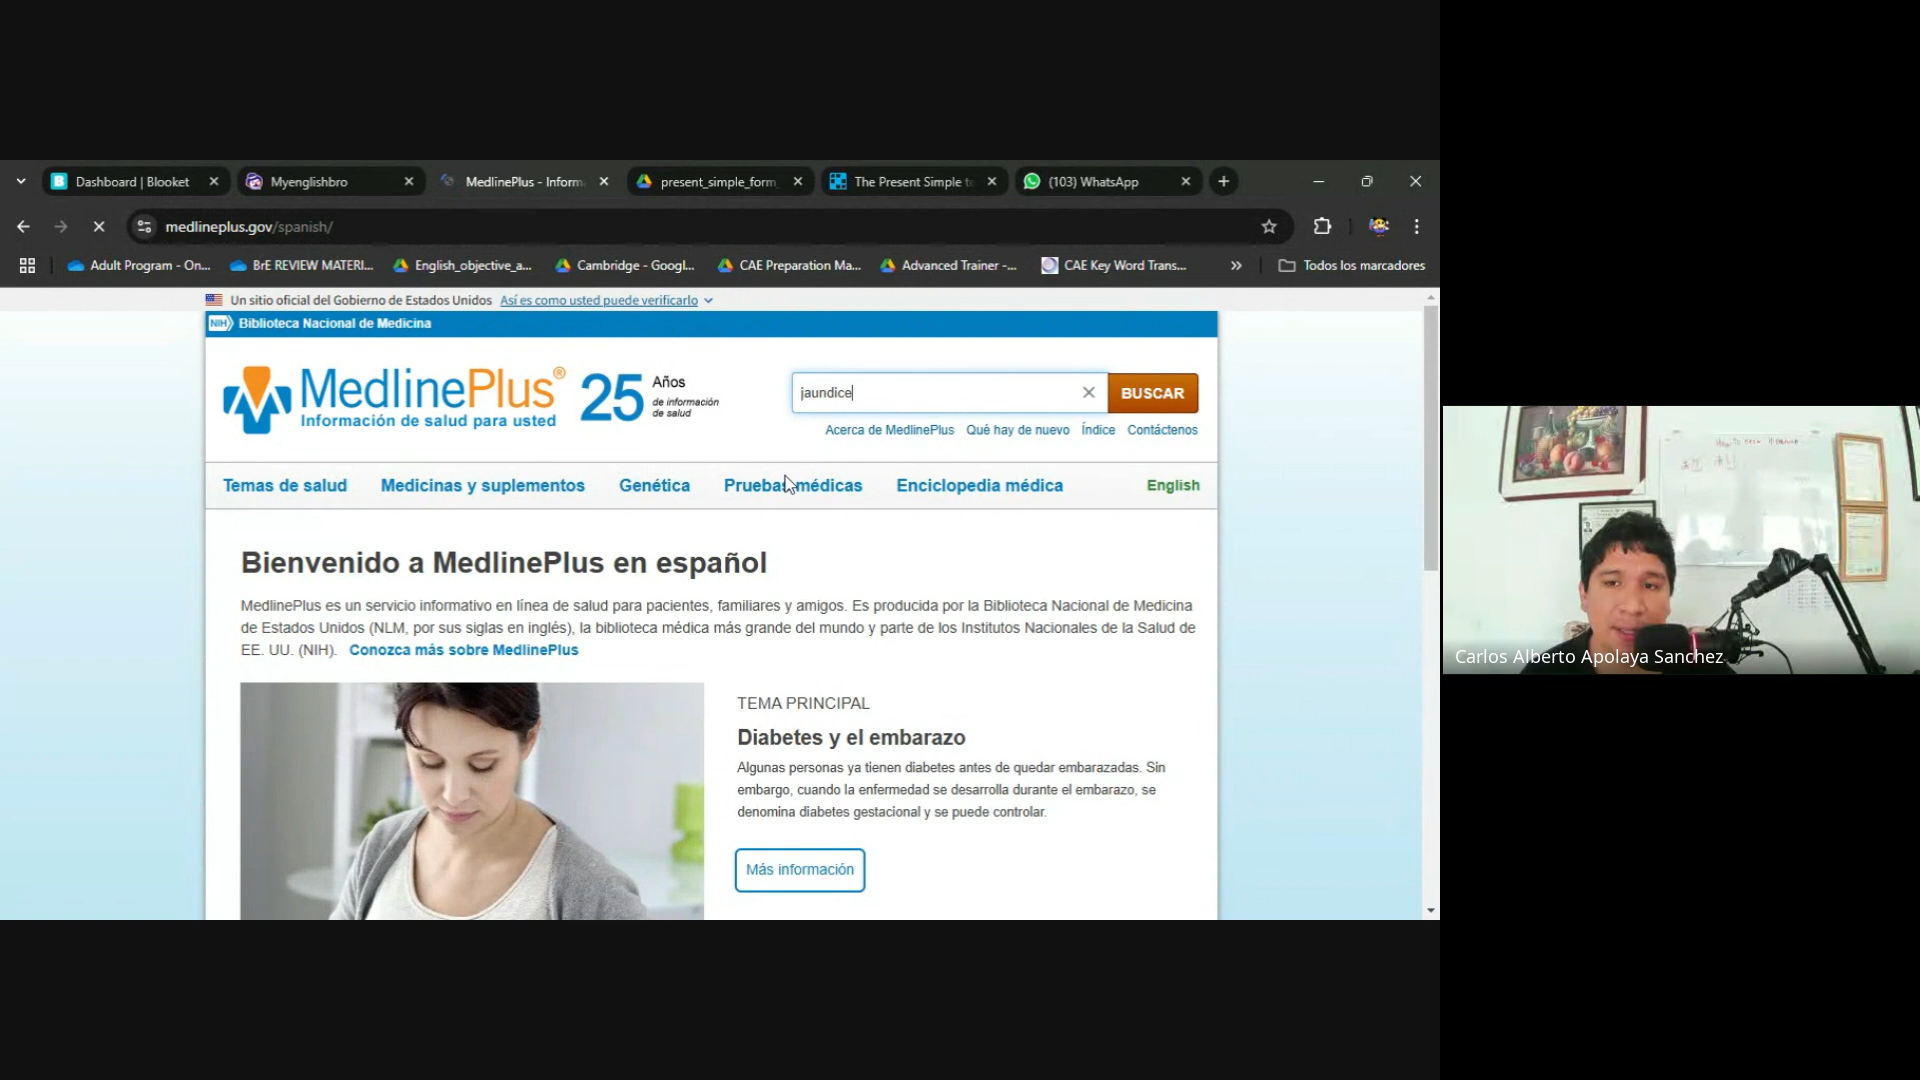 Dashboard | Blooket
Myenglishbro
MedlinePlus - Inform
present_simple_form
The Present Simple te
(103) WhatsApp
medlineplus.gov/spanish/
Adult Program - On...
BrE REVIEW MATERI...
English_objective_a...
Cambridge - Googl...
CAE Preparation Ma...
Advanced Trainer -...
CAE Key Word Trans...
Todos los marcadores
Un sitio oficial del Gobierno de Estados Unidos Así es como usted puede verificarlo
NIH Biblioteca Nacional de Medicina
MedlinePlus®
Información de salud para usted
25 Años
de información
de salud
jaundice
BUSCAR
Acerca de MedlinePlus Qué hay de nuevo Índice Contáctenos
Temas de salud Medicinas y suplementos Genética Pruebas médicas Enciclopedia médica English
Bienvenido a MedlinePlus en español
MedlinePlus es un servicio informativo en línea de salud para pacientes, familiares y amigos. Es producida por la Biblioteca Nacional de Medicina
de Estados Unidos (NLM, por sus siglas en inglés), la biblioteca médica más grande del mundo y parte de los Institutos Nacionales de la Salud de
EE. UU. (NIH). Conozca más sobre MedlinePlus
TEMA PRINCIPAL
Diabetes y el embarazo
Algunas personas ya tienen diabetes antes de quedar embarazadas. Sin
embargo, cuando la enfermedad se desarrolla durante el embarazo, se
denomina diabetes gestacional y se puede controlar.
Más información
Carlos Alberto Apolaya Sanchez